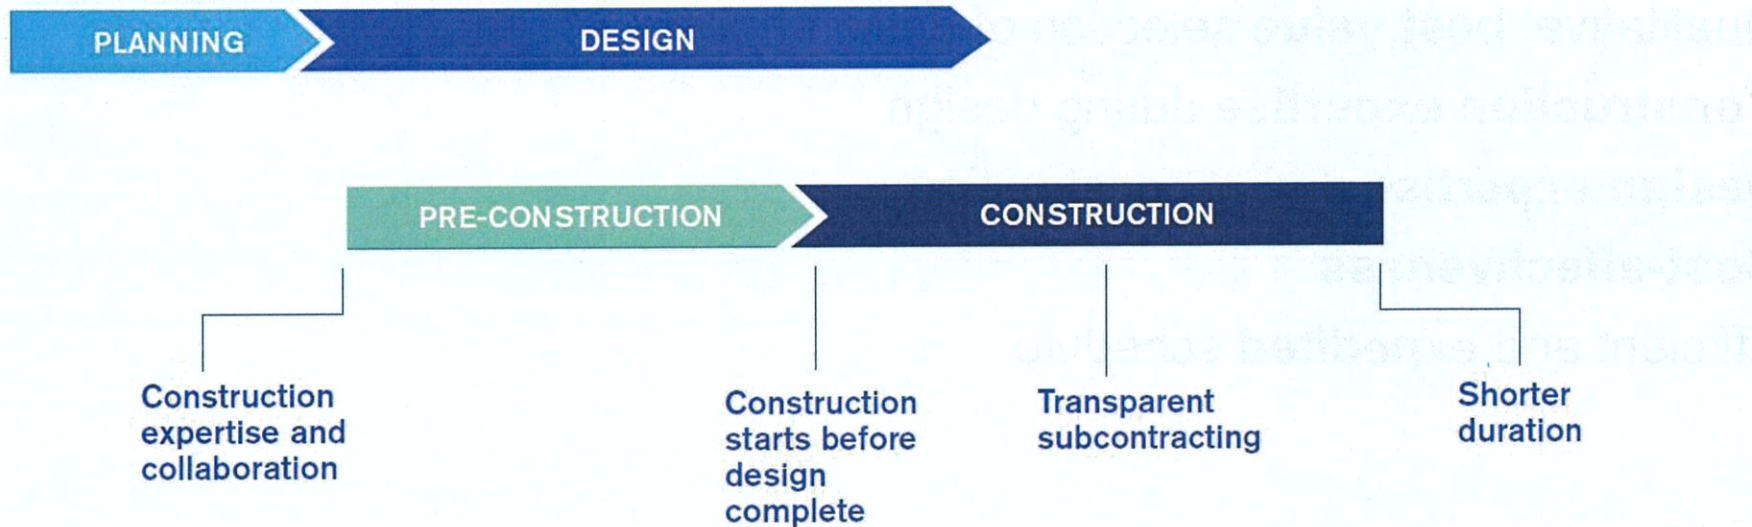 PLANNING
DESIGN
PRE-CONSTRUCTION
CONSTRUCTION
Construction
expertise and
collaboration
Construction
starts before
design
complete
Transparent
subcontracting
Shorter
duration